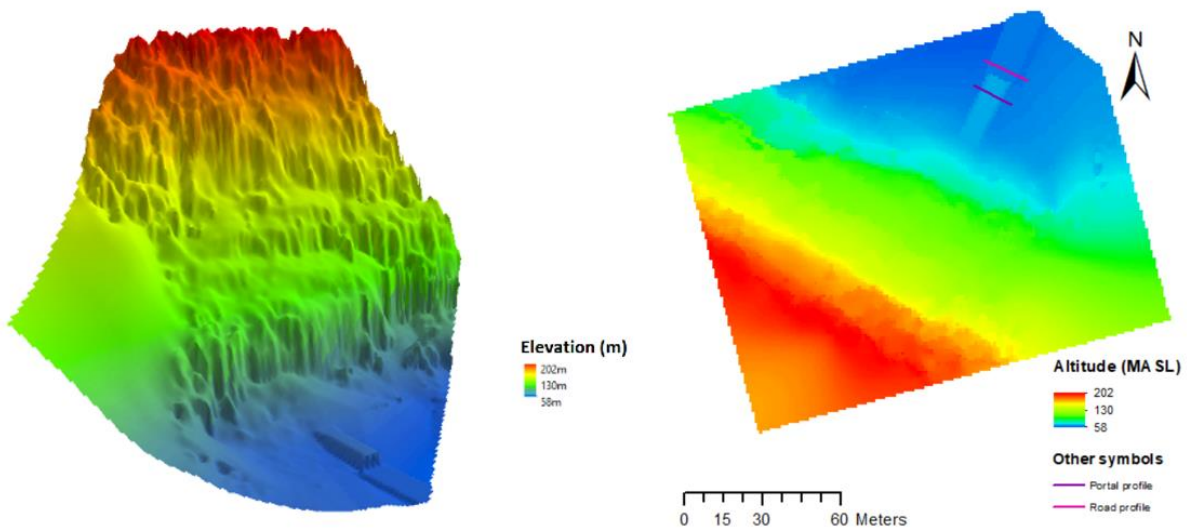 Elevation (m)
202m
130m
58m
N
Altitude (MA SL)
202
130
58
Other symbols
Portal profile
Road profile
0 15 30 60 Meters